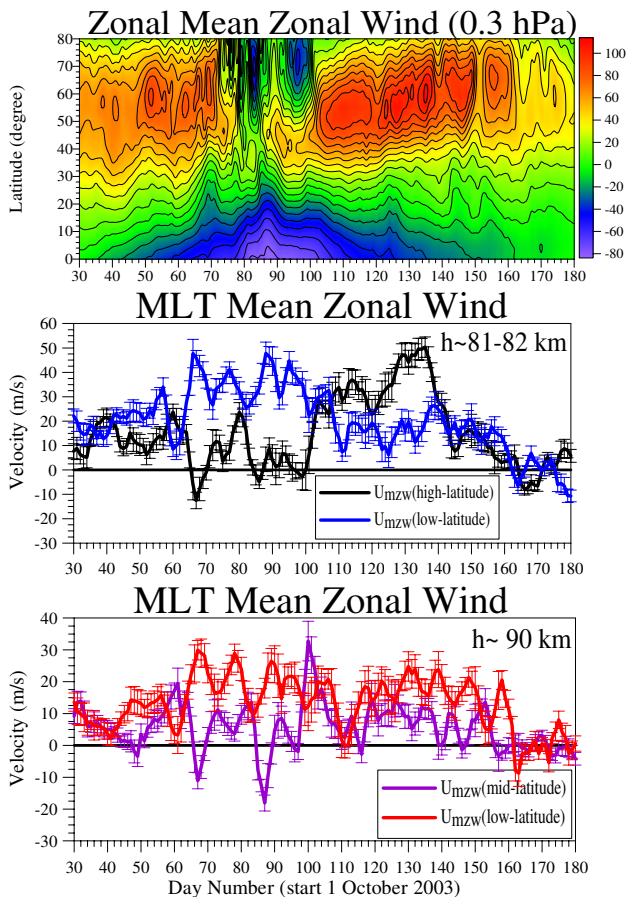 Zonal Mean Zonal Wind (0.3 hPa)
Latitude (degree)
80
70
60
50
40
30
20
10
0
30 40 50 60 70 80 90 100 110 120 130 140 150 160 170 180
100
80
60
40
20
0
-20
-40
-60
-80
MLT Mean Zonal Wind
h~81-82 km
Velocity (m/s)
60
50
40
30
20
10
0
-10
-20
-30
Umzw(high-latitude)
Umzw(low-latitude)
30 40 50 60 70 80 90 100 110 120 130 140 150 160 170 180
MLT Mean Zonal Wind
h~ 90 km
Velocity (m/s)
40
30
20
10
0
-10
-20
-30
Umzw(mid-latitude)
Umzw(low-latitude)
30 40 50 60 70 80 90 100 110 120 130 140 150 160 170 180
Day Number (start 1 October 2003)